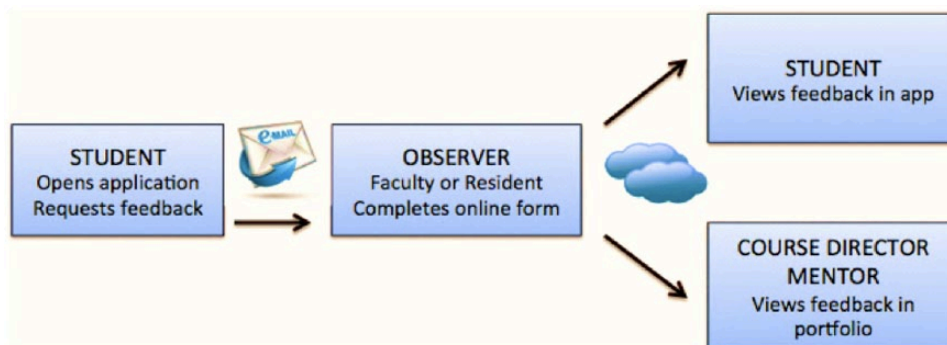 STUDENT
Opens application
Requests feedback
e-MAIL
OBSERVER
Faculty or Resident
Completes online form
STUDENT
Views feedback in app
COURSE DIRECTOR
MENTOR
Views feedback in
portfolio